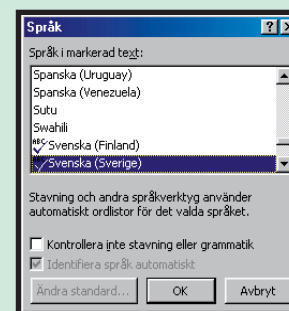 Språk
Språk i markerad text:
Spanska (Uruguay)
Spanska (Venezuela)
Sutu
Swahili
ABC Svenska (Finland)
Svenska (Sverige)
Stavning och andra språkverktyg använder
automatiskt ordlistor för det valda språket.
Kontrollera inte stavning eller grammatik
Identifiera språk automatiskt
Ändra standard... OK Avbryt